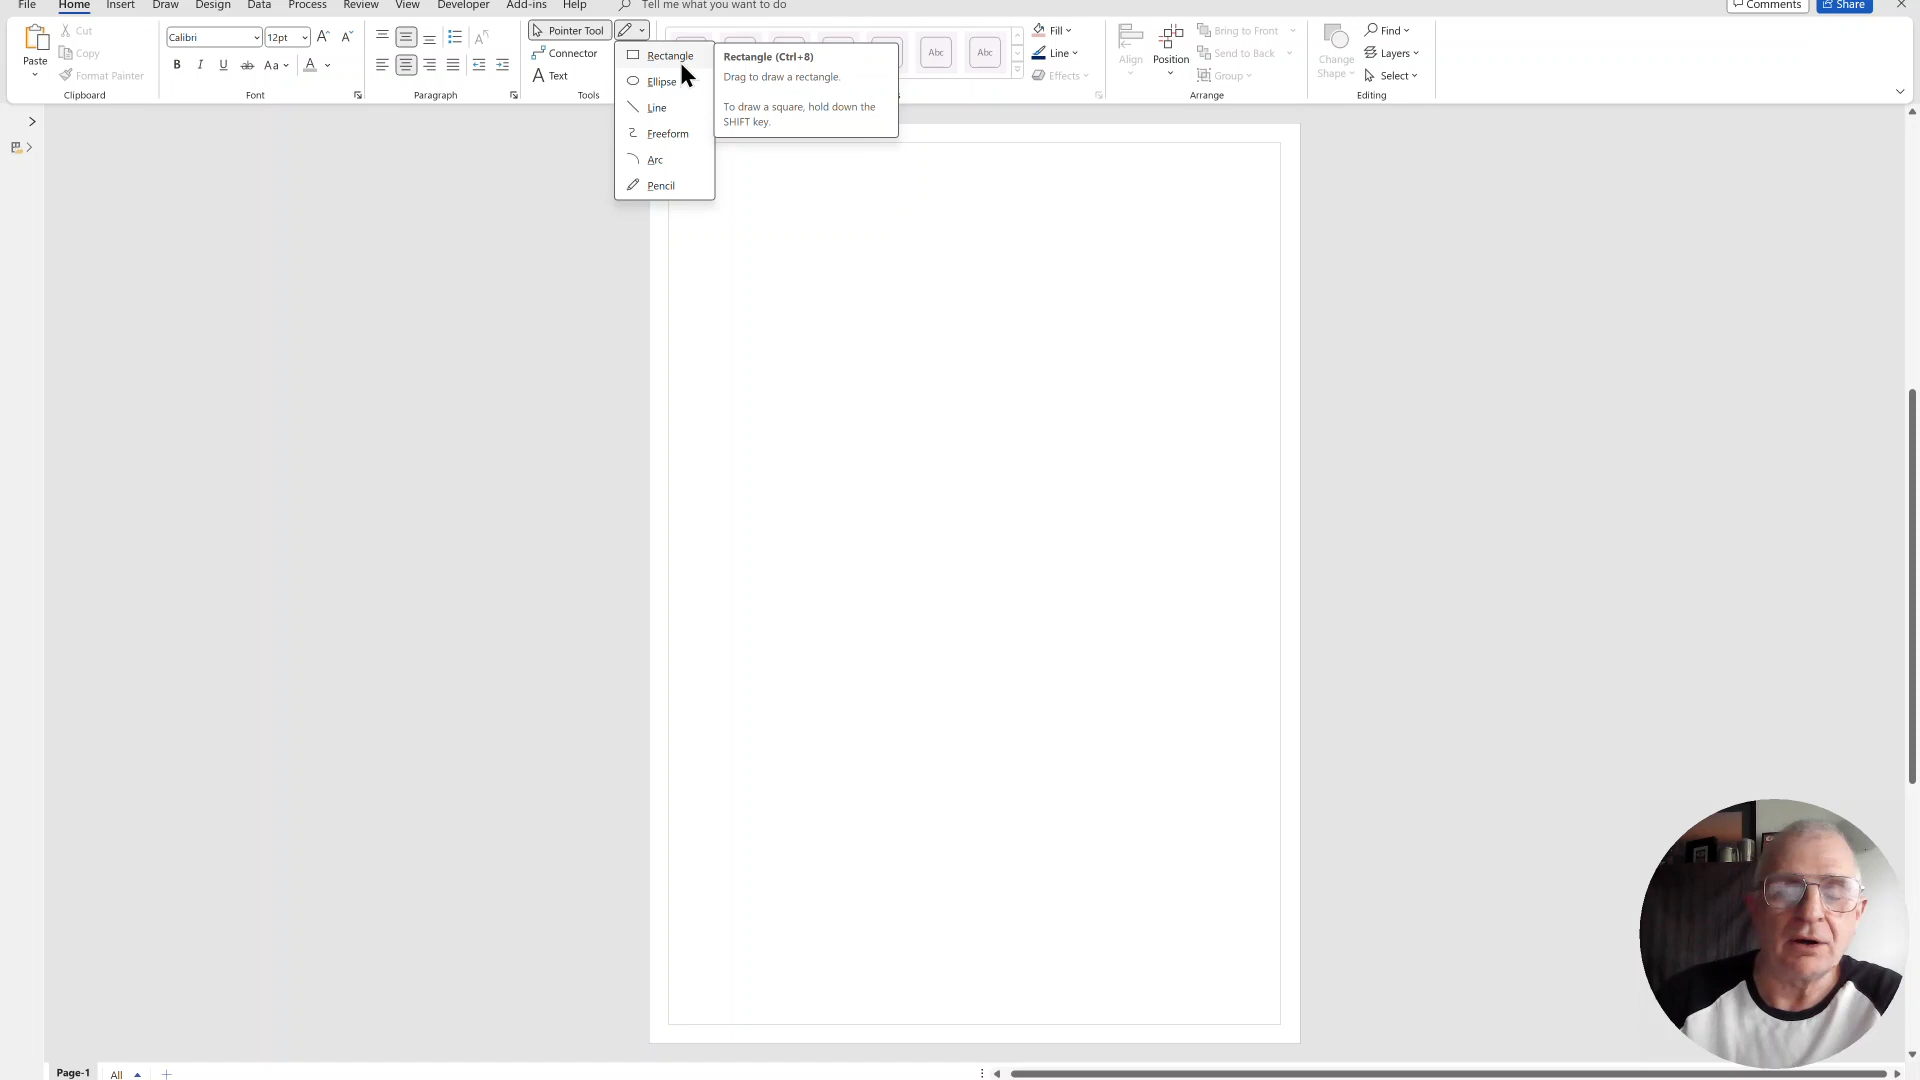 File Home Insert Draw Design Data Process Review View Developer Add-ins Help Tell me what you want to do Comments Share
Paste
Cut
Copy
Format Painter
Clipboard
Calibri 12pt A A
B I U ab Aa A
Font
A
Paragraph
Pointer Tool
Connector
A Text
Tools
Rectangle
Ellipse
Line
Freeform
Arc
Pencil
Rectangle (Ctrl+8)
Drag to draw a rectangle.
To draw a square, hold down the
SHIFT key.
Abc Abc
Fill
Line
Effects
Align
Position
Bring to Front
Send to Back
Group
Arrange
Change
Shape
Find
Layers
Select
Editing
Page-1 All